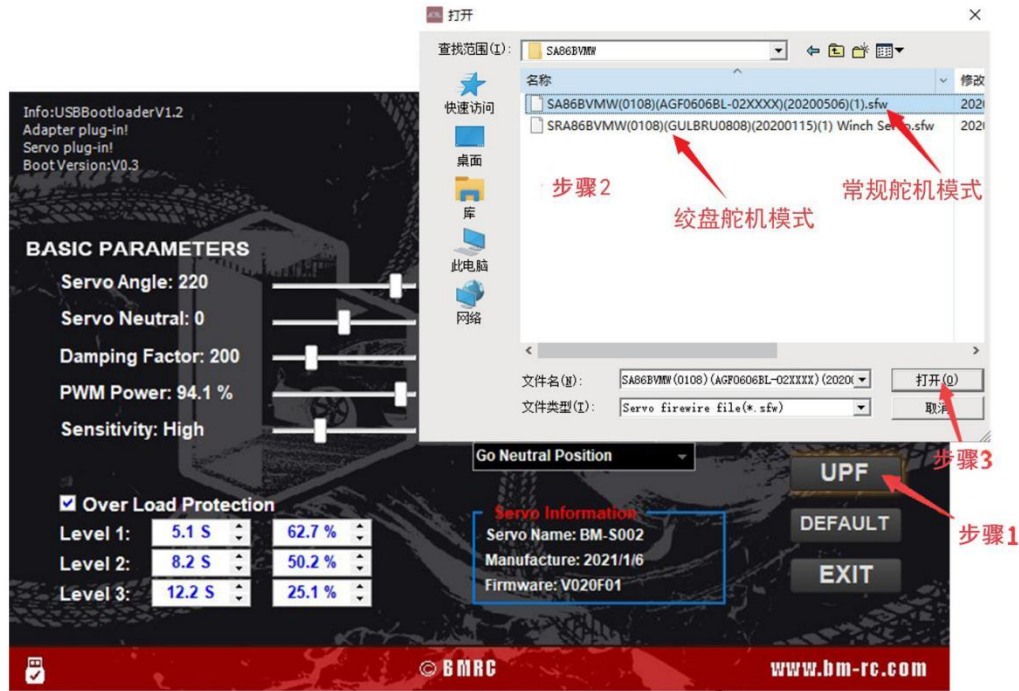 打开
查找范围(I):
SA86BVMW
名称
修改
快速访问
桌面
库
此电脑
网络
SA86BVMW(0108)(AGF0606BL-02XXXX)(20200506)(1).sfw
202
SRA86BVMW(0108)(GULBRU0808)(20200115)(1) Winch Servo.sfw
202
步骤2
绞盘舵机模式
常规舵机模式
文件名(N):
SA86BVMW(0108)(AGF0606BL-02XXXX)(2020(
打开(O)
文件类型(T):
Servo firewire file(*.sfw)
取消
步骤3
Info:USBBootloaderV1.2
Adapter plug-in!
Servo plug-in!
Boot Version:V0.3
BASIC PARAMETERS
Servo Angle: 220
Servo Neutral: 0
Damping Factor: 200
PWM Power: 94.1 %
Sensitivity: High
Go Neutral Position
UPF
步骤1
Over Load Protection
Level 1: 5.1 S 62.7 %
Level 2: 8.2 S 50.2 %
Level 3: 12.2 S 25.1 %
Servo Information
Servo Name: BM-S002
Manufacture: 2021/1/6
Firmware: V020F01
DEFAULT
EXIT
© BMRC
www.bm-rc.com